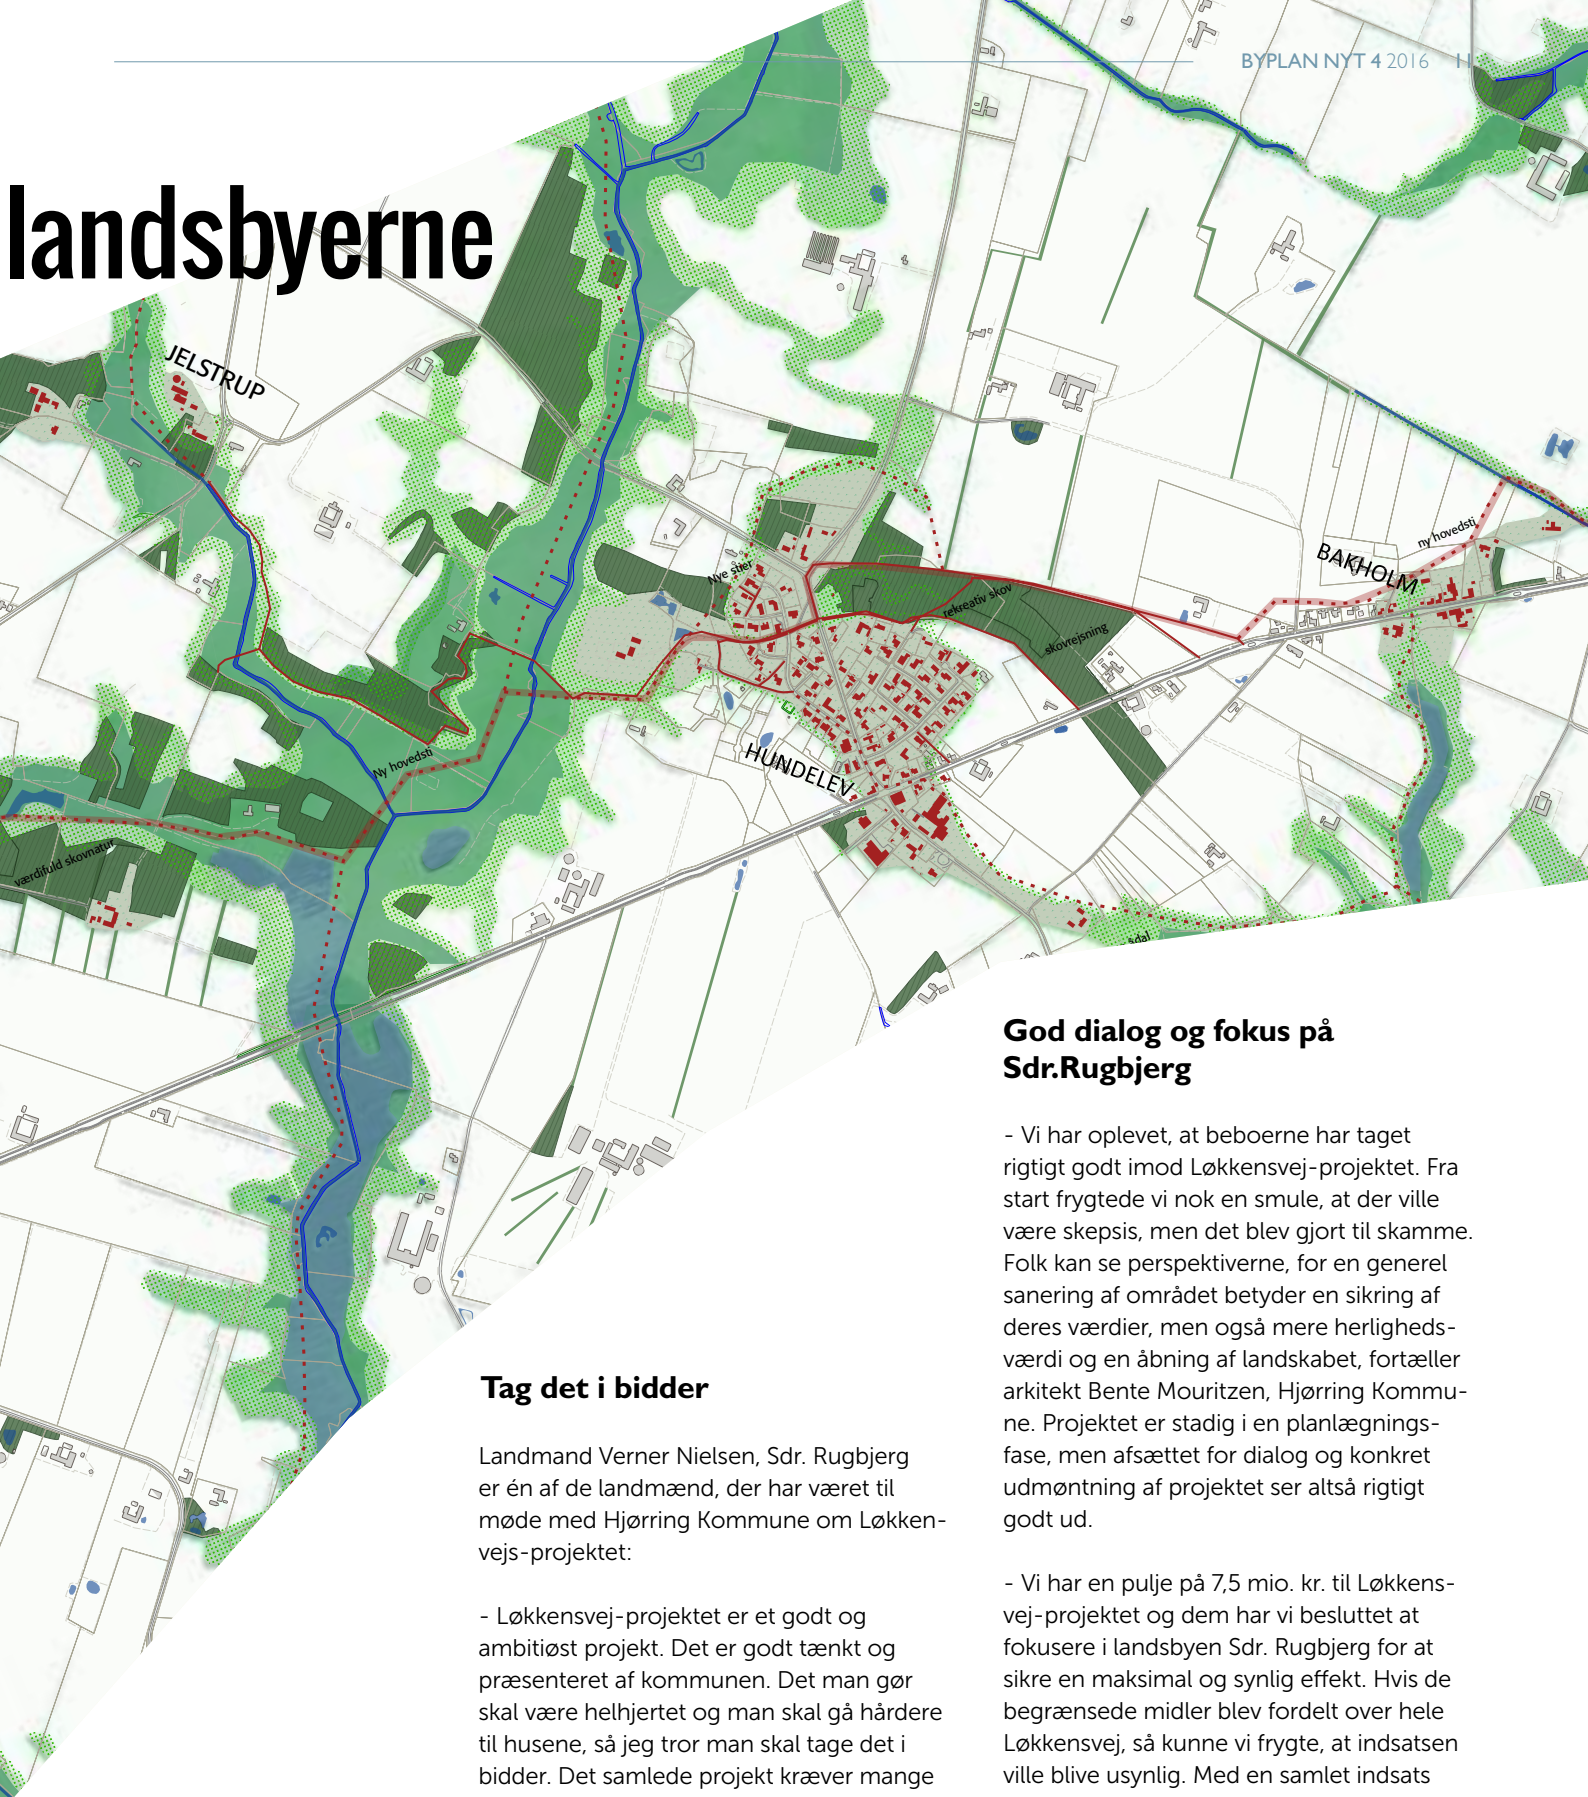 BYPLAN NYT 4 2016 11
landsbyerne
JELSTRUP
Nye stier
rekreativ skov
skovrejsning
BAKHOLM
ny hovedsti
HUNDELEV
Ny hovedsti
værdifuld skovnatur
ådal
Tag det i bidder
Landmand Verner Nielsen, Sdr. Rugbjerg
er én af de landmænd, der har været til
møde med Hjørring Kommune om Løkken-
vejs-projektet:
- Løkkensvej-projektet er et godt og
ambitiøst projekt. Det er godt tænkt og
præsenteret af kommunen. Det man gør
skal være helhjertet og man skal gå hårdere
til husene, så jeg tror man skal tage det i
bidder. Det samlede projekt kræver mange
God dialog og fokus på
Sdr.Rugbjerg
- Vi har oplevet, at beboerne har taget
rigtigt godt imod Løkkensvej-projektet. Fra
start frygtede vi nok en smule, at der ville
være skepsis, men det blev gjort til skamme.
Folk kan se perspektiverne, for en generel
sanering af området betyder en sikring af
deres værdier, men også mere herligheds-
værdi og en åbning af landskabet, fortæller
arkitekt Bente Mouritzen, Hjørring Kommu-
ne. Projektet er stadig i en planlægnings-
fase, men afsættet for dialog og konkret
udmøntning af projektet ser altså rigtigt
godt ud.
- Vi har en pulje på 7,5 mio. kr. til Løkkens-
vej-projektet og dem har vi besluttet at
fokusere i landsbyen Sdr. Rugbjerg for at
sikre en maksimal og synlig effekt. Hvis de
begrænsede midler blev fordelt over hele
Løkkensvej, så kunne vi frygte, at indsatsen
ville blive usynlig. Med en samlet indsats